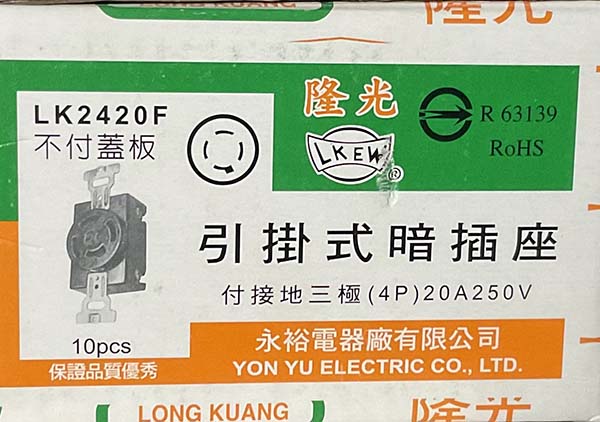 LONG KUANG
隆光
LK2420F
不付蓋板
隆光
LKEW
®
R 63139
RoHS
引掛式暗插座
付接地三極(4P)20A250V
10pcs
保證品質優秀
永裕電器廠有限公司
YON YU ELECTRIC CO., LTD.
LONG KUANG
隆光